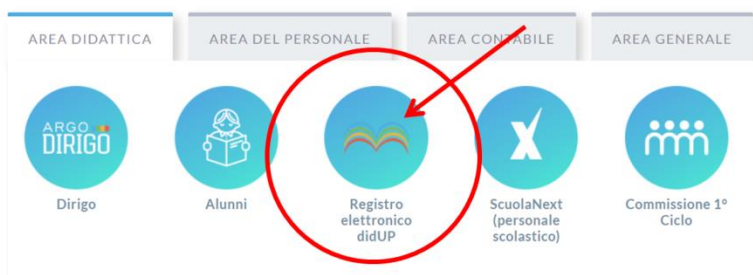 AREA DIDATTICA
AREA DEL PERSONALE
AREA CONTABILE
AREA GENERALE
ARGO
DIRIGO
Dirigo
Alunni
Registro
elettronico
didUP
ScuolaNext
(personale
scolastico)
Commissione 1°
Ciclo